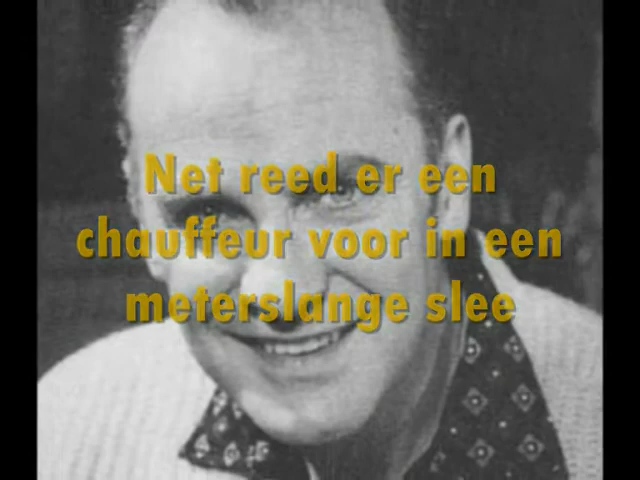 Net reed er een
chauffeur voor in een
meterslange slee